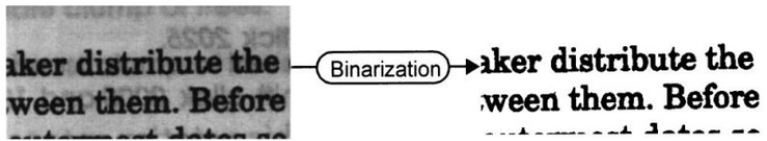 aker distribute the
ween them. Before
Binarization
aker distribute the
ween them. Before